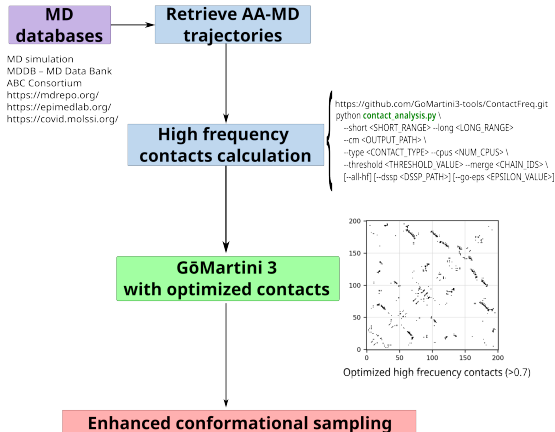 MD
databases
Retrieve AA-MD
trajectories
MD simulation
MDDB – MD Data Bank
ABC Consortium
https://mdrepo.org/
https://epimedlab.org/
https://covid.molssi.org/
High frequency
contacts calculation
https://github.com/GoMartini3-tools/ContactFreq.git
python contact_analysis.py \
--short <SHORT_RANGE> --long <LONG_RANGE>
--cm <OUTPUT_PATH> \
--type <CONTACT_TYPE> --cpus <NUM_CPUS> \
--threshold <THRESHOLD_VALUE> --merge <CHAIN_IDS> \
[--all-hf] [--dssp <DSSP_PATH>] [--go-eps <EPSILON_VALUE>]
GōMartini 3
with optimized contacts
200
150
100
50
0
0 50 100 150 200
Optimized high frecuency contacts (>0.7)
Enhanced conformational sampling